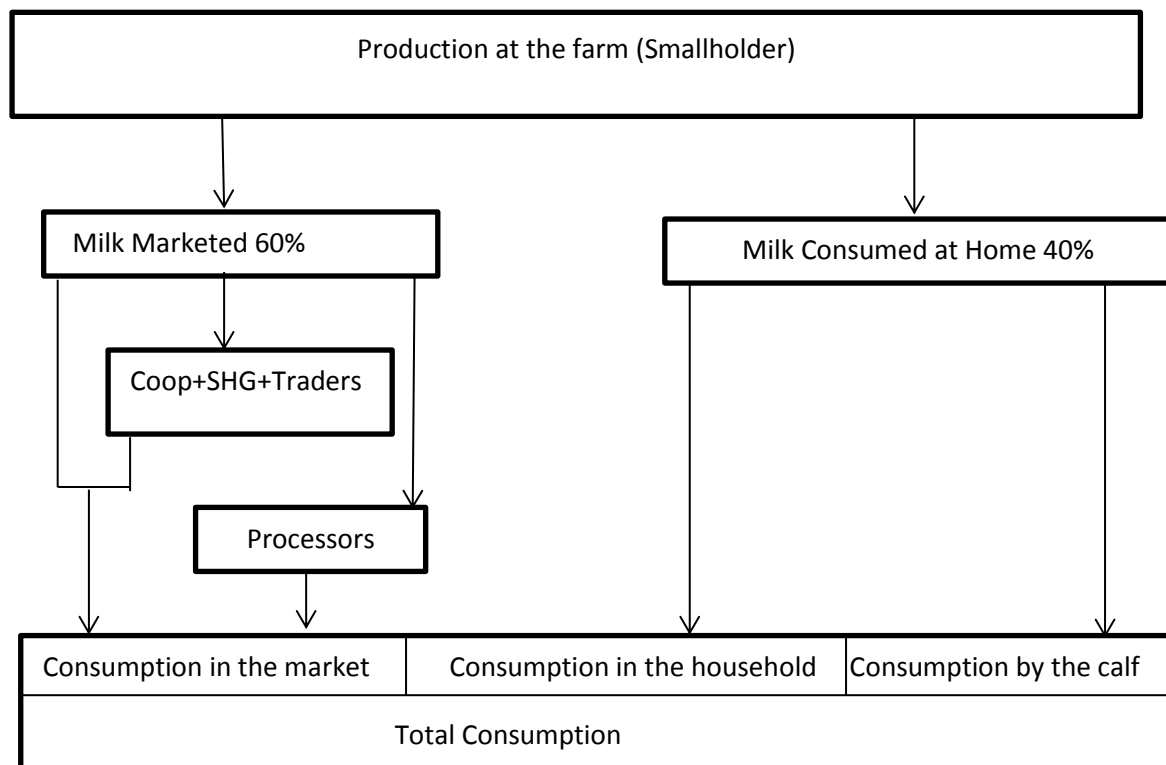 Production at the farm (Smallholder)
Milk Marketed 60%
Milk Consumed at Home 40%
Coop+SHG+Traders
Processors
Consumption in the market
Consumption in the household
Consumption by the calf
Total Consumption